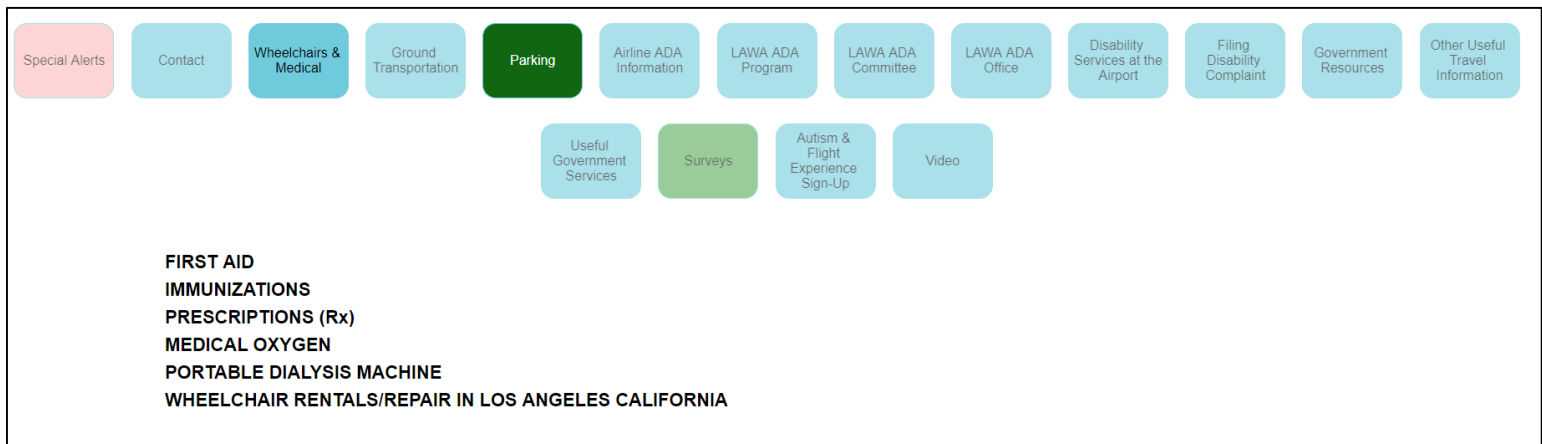 Special Alerts
Contact
Wheelchairs &
Medical
Ground
Transportation
Parking
Airline ADA
Information
LAWA ADA
Program
LAWA ADA
Committee
LAWA ADA
Office
Disability
Services at the
Airport
Filing
Disability
Complaint
Government
Resources
Other Useful
Travel
Information
Useful
Government
Services
Surveys
Autism &
Flight
Experience
Sign-Up
Video
FIRST AID
IMMUNIZATIONS
PRESCRIPTIONS (Rx)
MEDICAL OXYGEN
PORTABLE DIALYSIS MACHINE
WHEELCHAIR RENTALS/REPAIR IN LOS ANGELES CALIFORNIA